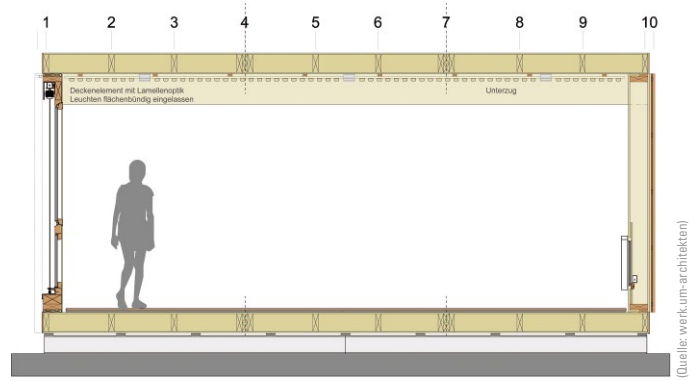 1 2 3 4 5 6 7 8 9 10
Deckenelement mit Lamellenoptik
Leuchten flächenbündig eingelassen
Unterzug
(Quelle: werk.um-architekten)